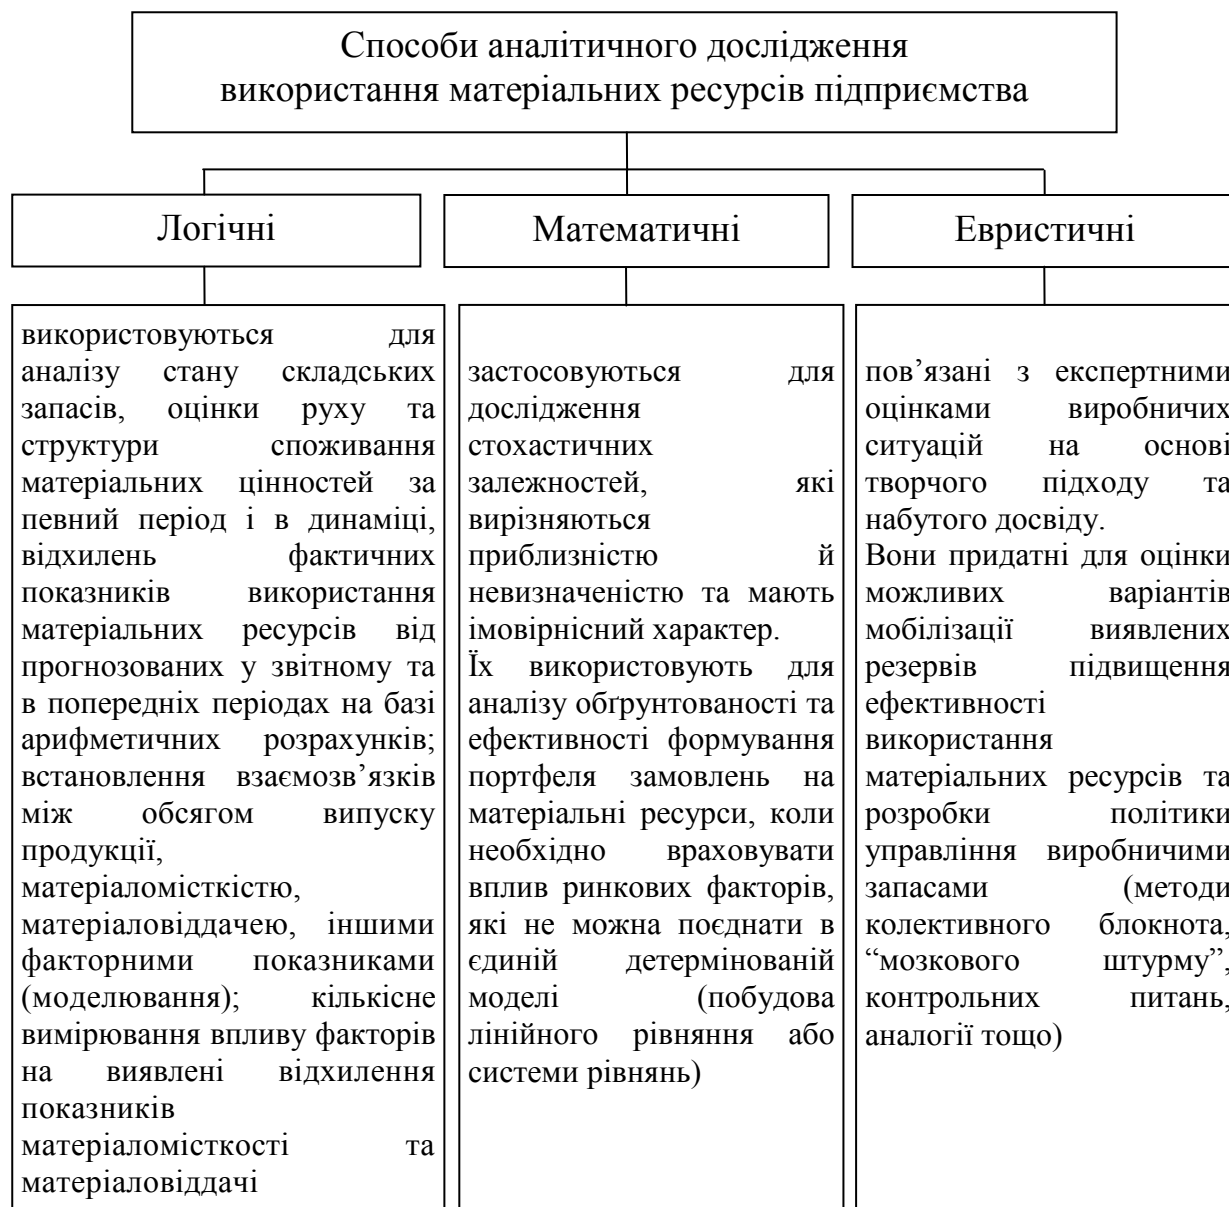 Способи аналітичного дослідження
використання матеріальних ресурсів підприємства
Логічні
Математичні
Евристичні
використовуються для
аналізу стану складських
запасів, оцінки руху та
структури споживання
матеріальних цінностей за
певний період і в динаміці,
відхилень фактичних
показників використання
матеріальних ресурсів від
прогнозованих у звітному та
в попередніх періодах на базі
арифметичних розрахунків;
встановлення взаємозв’язків
між обсягом випуску
продукції,
матеріаломісткістю,
матеріаловіддачею, іншими
факторними показниками
(моделювання); кількісне
вимірювання впливу факторів
на виявлені відхилення
показників
матеріаломісткості та
матеріаловіддачі
застосовуються для
дослідження
стохастичних
залежностей, які
вирізняються
приблизністю й
невизначеністю та мають
імовірнісний характер.
Їх використовують для
аналізу обґрунтованості та
ефективності формування
портфеля замовлень на
матеріальні ресурси, коли
необхідно враховувати
вплив ринкових факторів,
які не можна поєднати в
єдиній детермінованій
моделі (побудова
лінійного рівняння або
системи рівнянь)
пов’язані з експертними
оцінками виробничих
ситуацій на основі
творчого підходу та
набутого досвіду.
Вони придатні для оцінки
можливих варіантів
мобілізації виявлених
резервів підвищення
ефективності
використання
матеріальних ресурсів та
розробки політики
управління виробничими
запасами (методи
колективного блокнота,
“мозкового штурму”,
контрольних питань,
аналогії тощо)